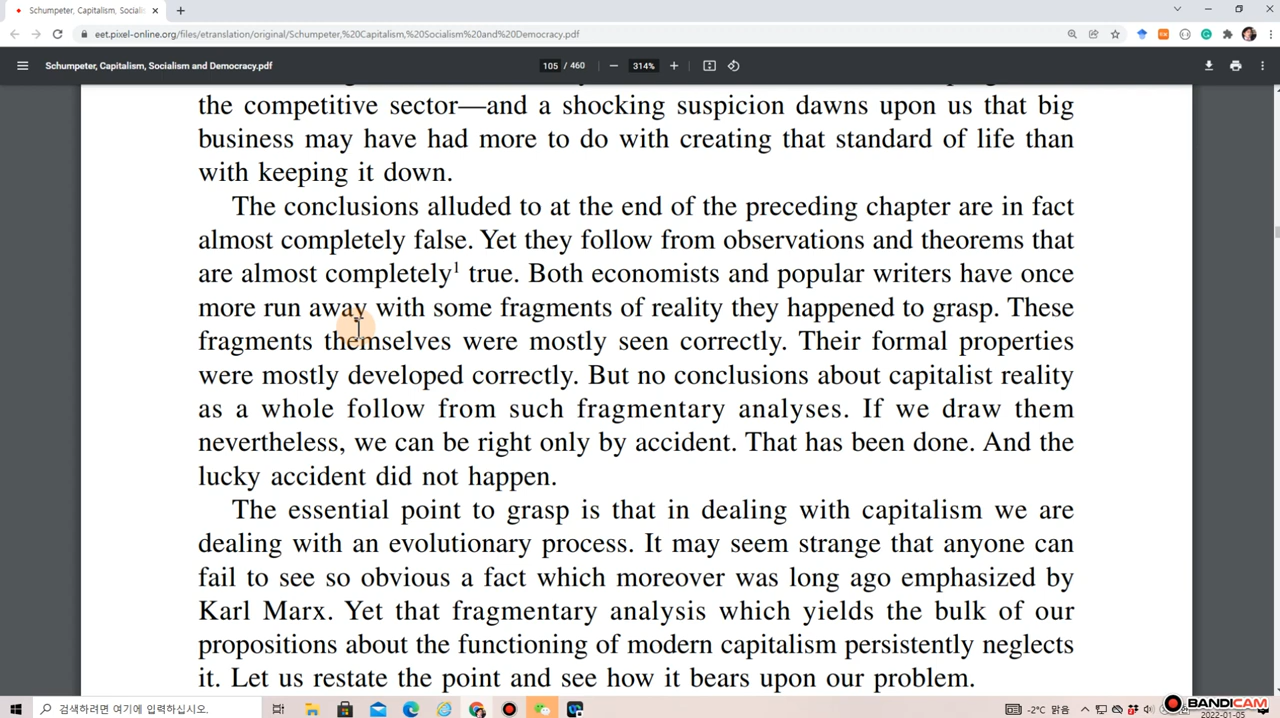 Schumpeter, Capitalism, Sociali
eet.pixel-online.org/files/etranslation/original/Schumpeter,%20Capitalism,%20Socialism%20and%20Democracy.pdf
Schumpeter, Capitalism, Socialism and Democracy.pdf
105 / 460
314%
the competitive sector—and a shocking suspicion dawns upon us that big
business may have had more to do with creating that standard of life than
with keeping it down.
The conclusions alluded to at the end of the preceding chapter are in fact
almost completely false. Yet they follow from observations and theorems that
are almost completely1 true. Both economists and popular writers have once
more run away with some fragments of reality they happened to grasp. These
fragments themselves were mostly seen correctly. Their formal properties
were mostly developed correctly. But no conclusions about capitalist reality
as a whole follow from such fragmentary analyses. If we draw them
nevertheless, we can be right only by accident. That has been done. And the
lucky accident did not happen.
The essential point to grasp is that in dealing with capitalism we are
dealing with an evolutionary process. It may seem strange that anyone can
fail to see so obvious a fact which moreover was long ago emphasized by
Karl Marx. Yet that fragmentary analysis which yields the bulk of our
propositions about the functioning of modern capitalism persistently neglects
it. Let us restate the point and see how it bears upon our problem.
검색하려면 여기에 입력하십시오.
-2°C 맑음
2022-01-05
BANDICAM